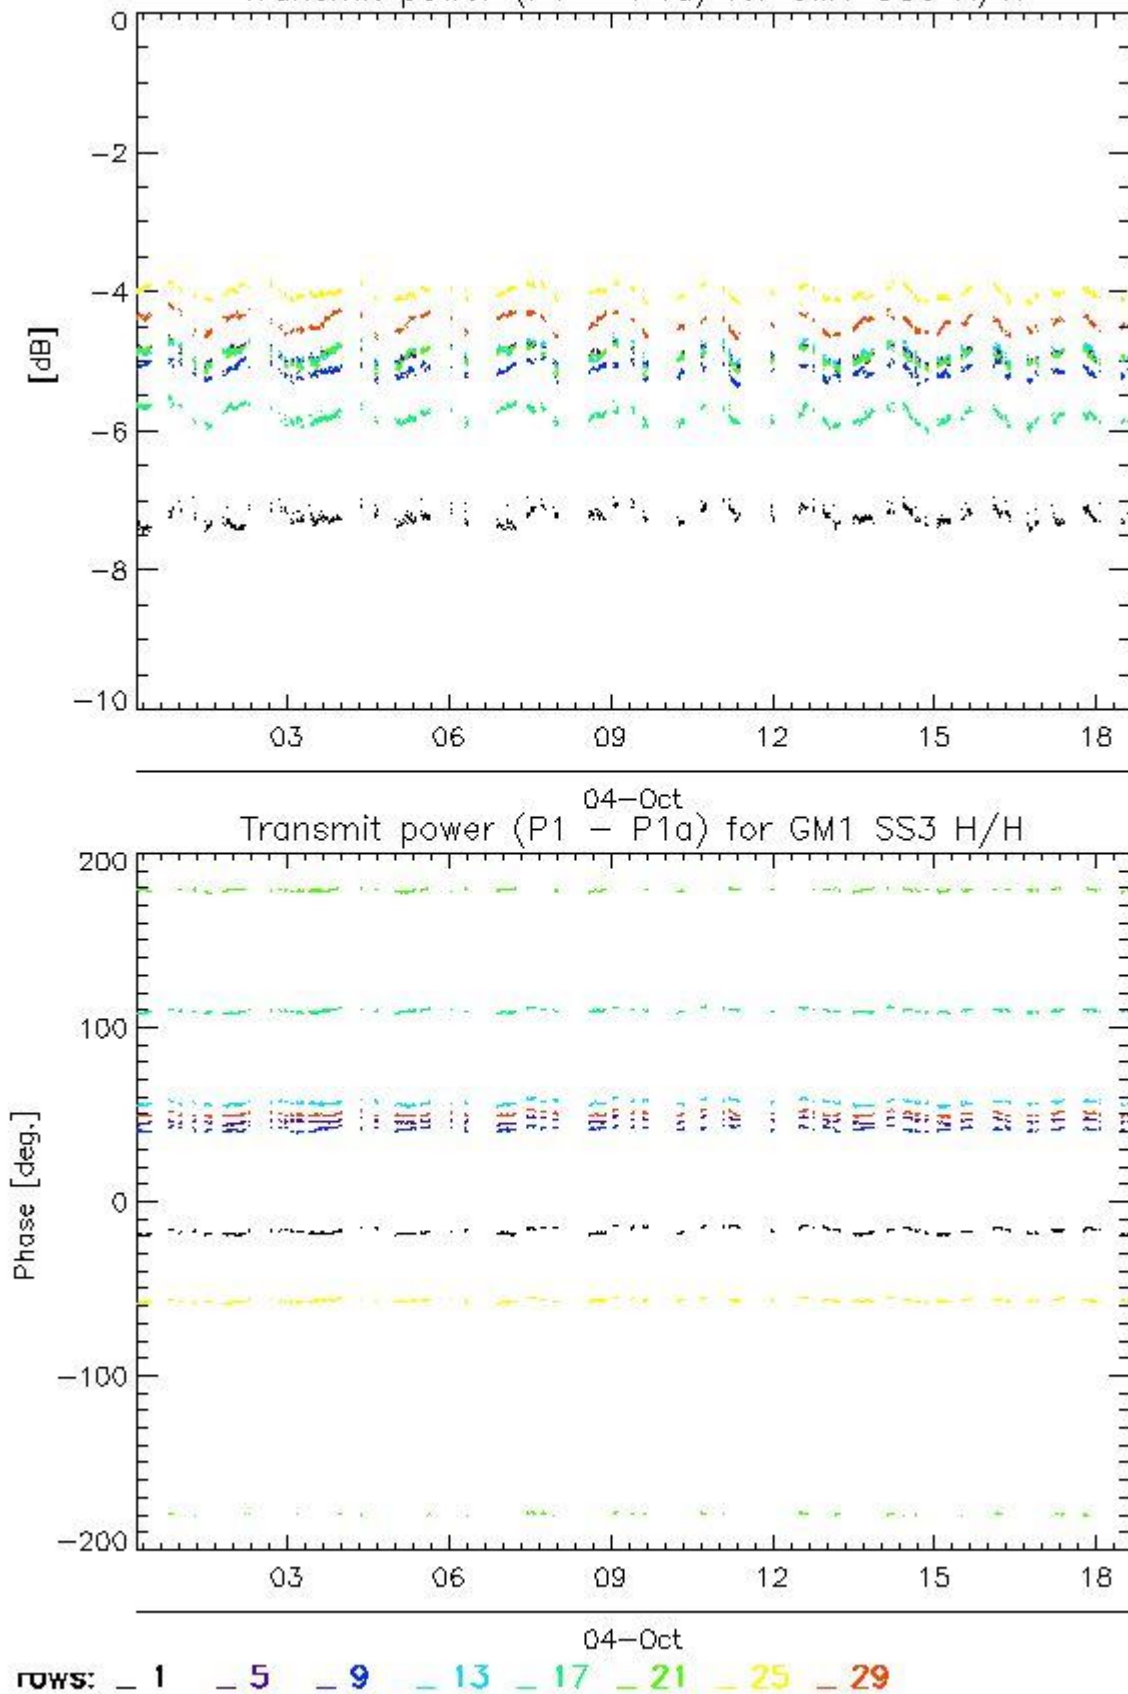 0
−2
−4
[dB]
−6
−8
−10
03 06 09 12 15 18
04−Oct
Transmit power (P1 − P1a) for GM1 SS3 H/H
200
100
Phase [deg.]
0
−100
−200
03 06 09 12 15 18
04−Oct
rows: _ 1 _ 5 _ 9 _ 13 _ 17 _ 21 _ 25 _ 29